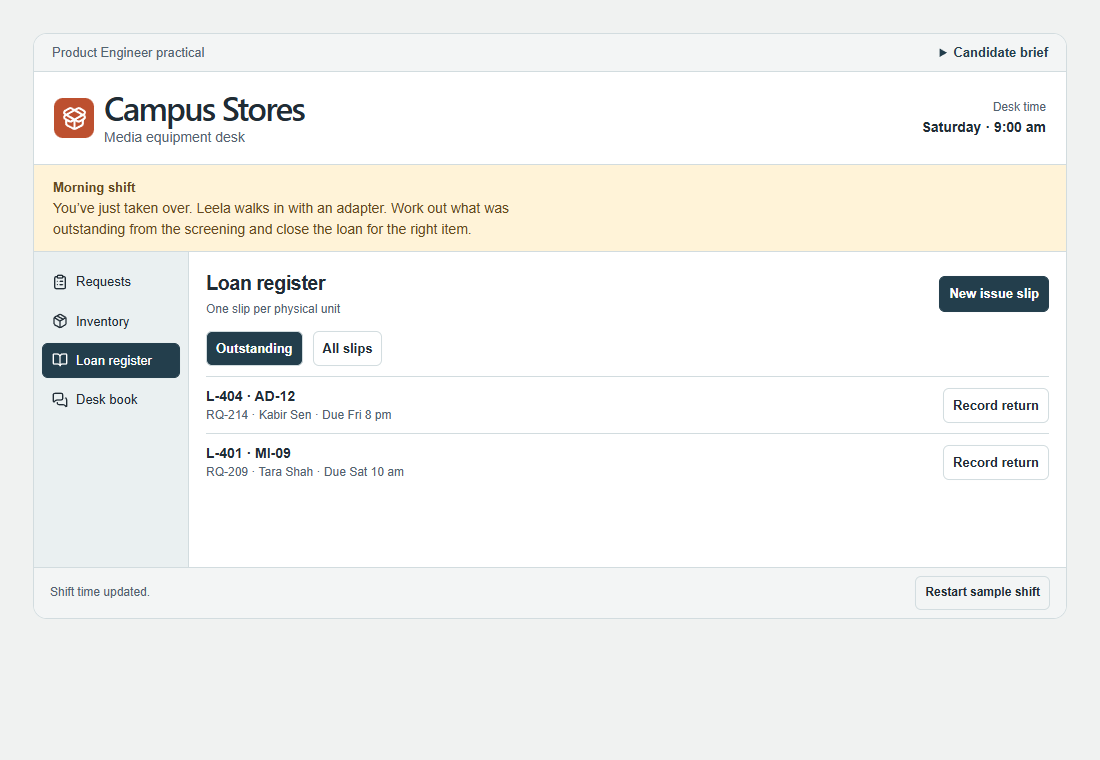 Product Engineer practical
Candidate brief
Campus Stores
Media equipment desk
Desk time
Saturday · 9:00 am
Morning shift
You’ve just taken over. Leela walks in with an adapter. Work out what was
outstanding from the screening and close the loan for the right item.
Requests
Inventory
Loan register
Desk book
Loan register
One slip per physical unit
New issue slip
Outstanding
All slips
L-404 · AD-12
RQ-214 · Kabir Sen · Due Fri 8 pm
Record return
L-401 · MI-09
RQ-209 · Tara Shah · Due Sat 10 am
Record return
Shift time updated.
Restart sample shift